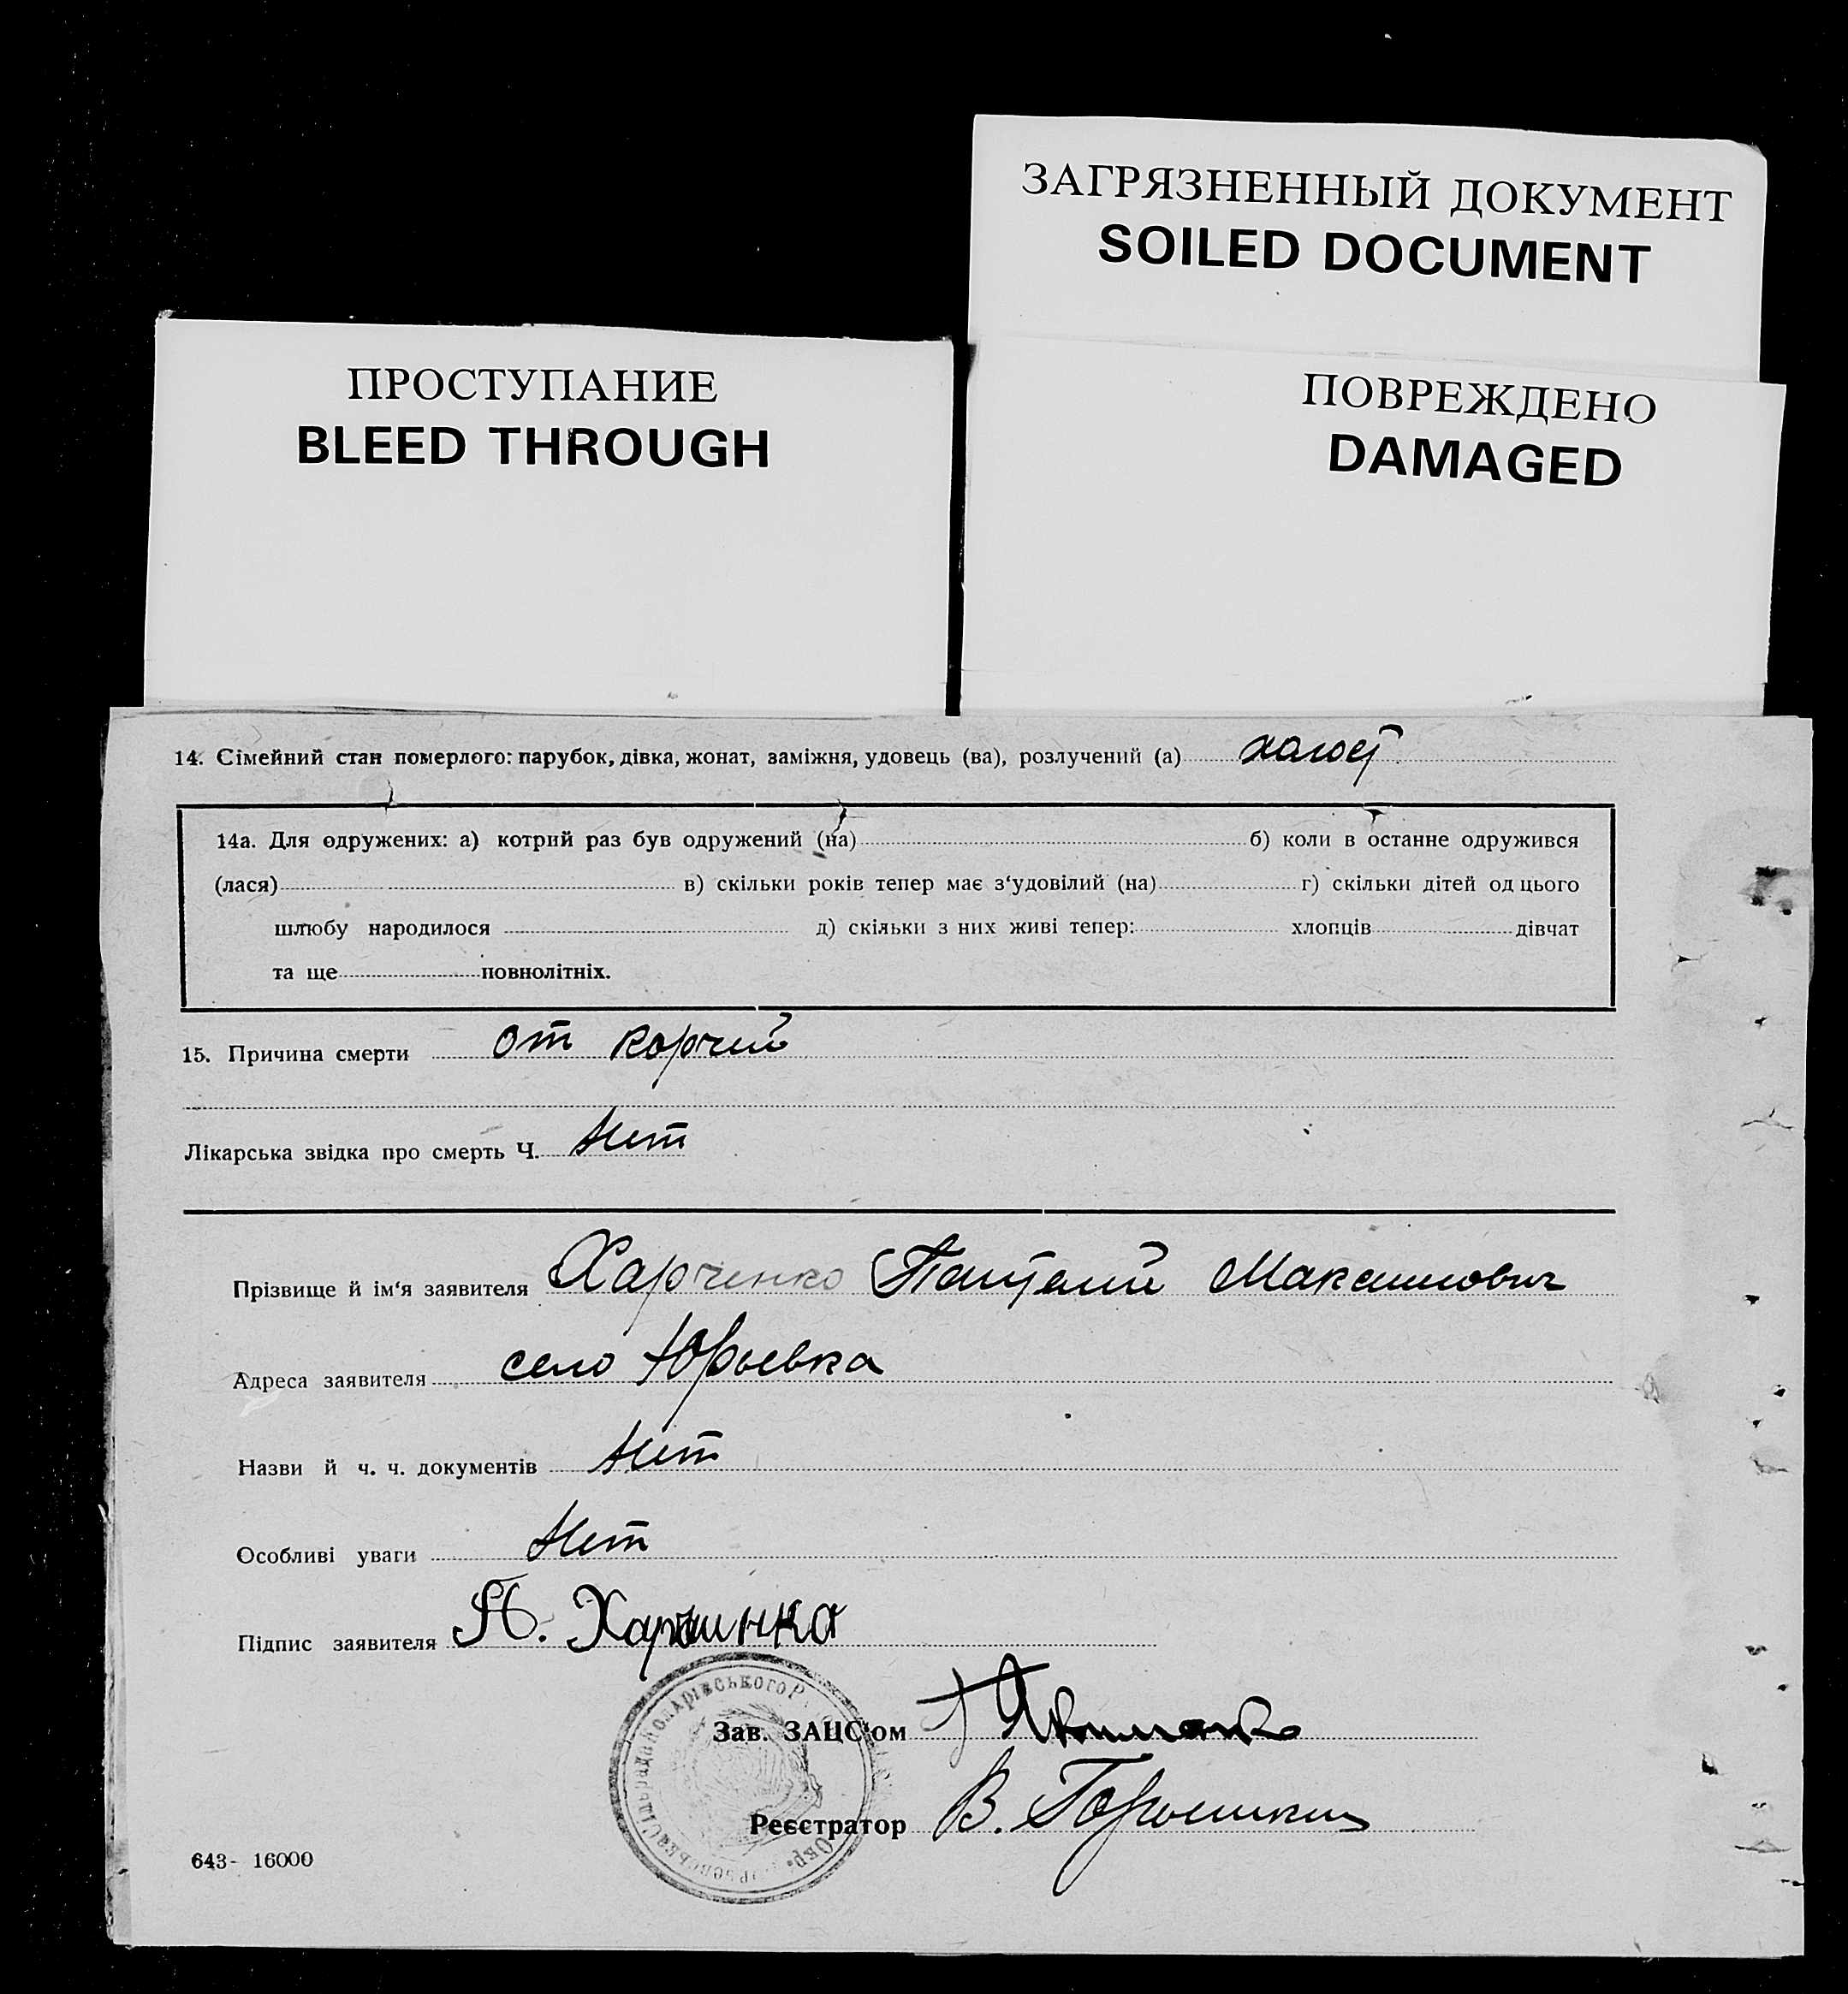 ЗАГРЯЗНЕННЫЙ ДОКУМЕНТ
SOILED DOCUMENT
ПРОСТУПАНИЕ
BLEED THROUGH
ПОВРЕЖДЕНО
DAMAGED
14. Сімейний стан померлого: парубок, дівка, жонат, заміжня, удовець (ва), розлучений (а) холост
14а. Для одружених: а) котрий раз був одружений (на) б) коли в останне одружився
(лася) в) скільки років тепер має з'удовілий (на) г) скільки дітей од цього
шлюбу народилося д) скільки з них живі тепер: хлопців дівчат
та ще повнолітніх.
15. Причина смерти от корчий
Лікарська звідка про смерть Ч. Нет
Прізвище й ім'я заявителя Харченко Пантелий Максимович
Адреса заявителя село Юрьевка
Назви й ч. ч. документів Нет
Особливі уваги Нет
Підпис заявителя П. Харчинко
Зав. ЗАЦС'ом
Реєстратор В.
643- 16000